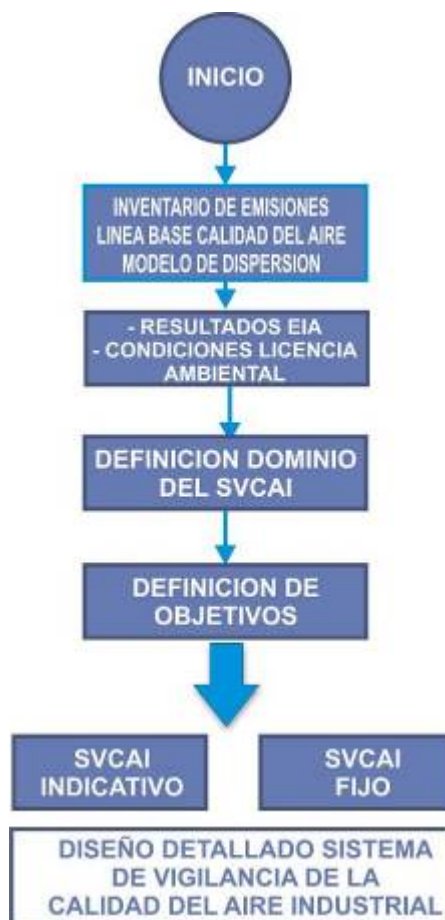 INICIO
INVENTARIO DE EMISIONES
LINEA BASE CALIDAD DEL AIRE
MODELO DE DISPERSION
- RESULTADOS EIA
- CONDICIONES LICENCIA
AMBIENTAL
DEFINICION DOMINIO
DEL SVCAI
DEFINICION DE
OBJETIVOS
SVCAI
INDICATIVO
SVCAI
FIJO
DISEÑO DETALLADO SISTEMA
DE VIGILANCIA DE LA
CALIDAD DEL AIRE INDUSTRIAL